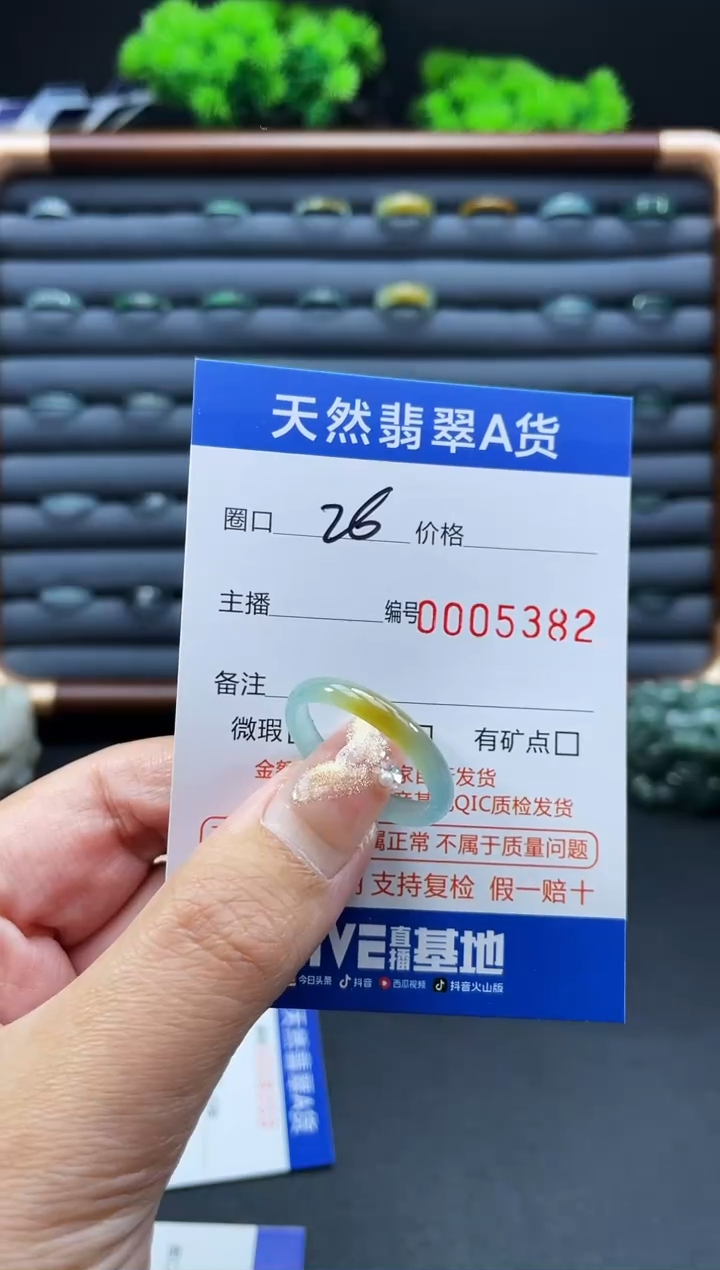 天然翡翠A货
圈口 26 价格
主播 编号0005382
备注
微瑕 有矿点□
发货
QIC质检发货
属正常 不属于质量问题
支持复检 假一赔十
VE直播基地
今日头条 抖音 西瓜视频 抖音火山版
天然翡翠A货